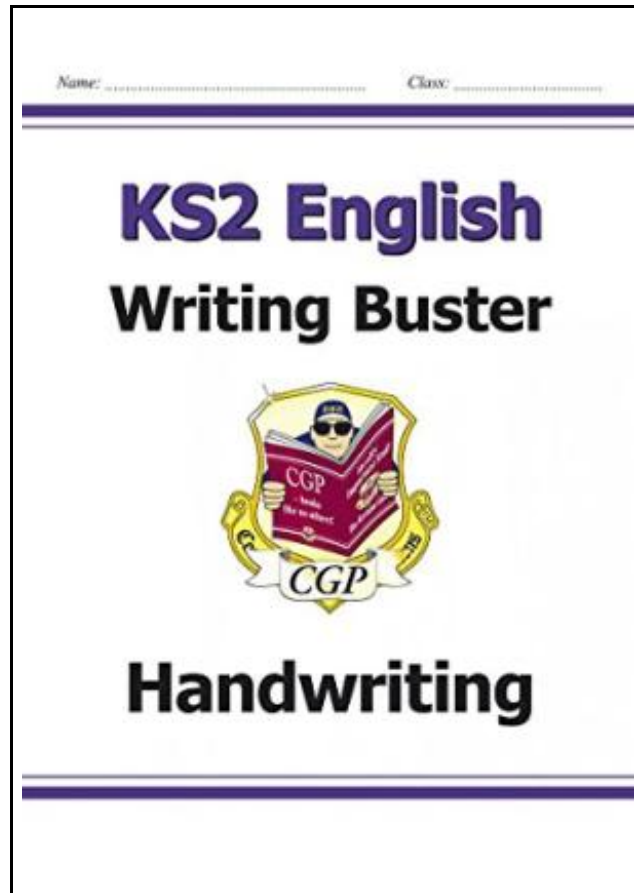 Name: ........................................ Class: ........................
KS2 English
Writing Buster
CGP
CGP
Handwriting